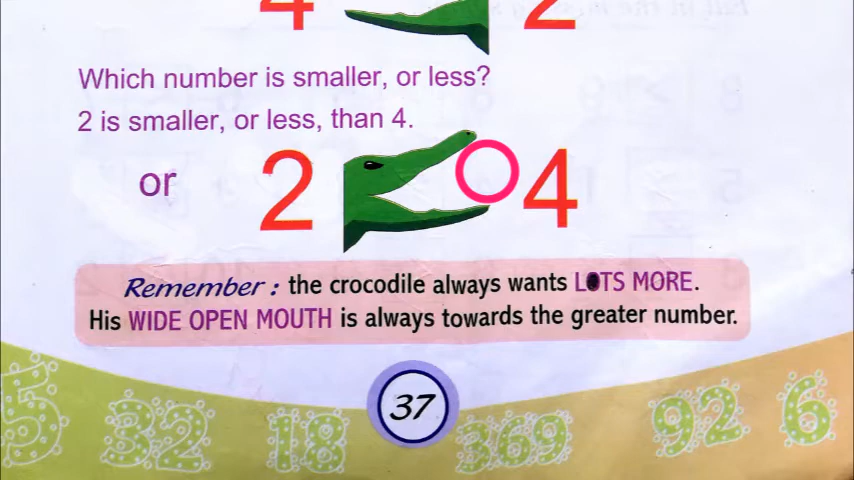 4 2
Which number is smaller, or less?
2 is smaller, or less, than 4.
or 2 4
Remember : the crocodile always wants LOTS MORE.
His WIDE OPEN MOUTH is always towards the greater number.
37
5 32 18 369 92 6